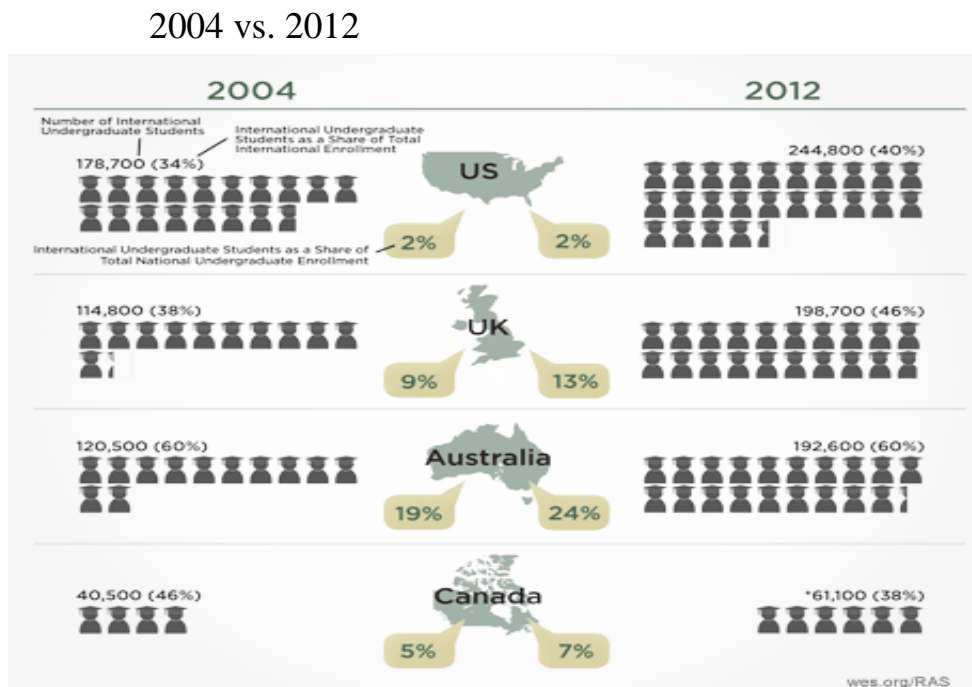 2004 vs. 2012
2004
2012
Number of International
Undergraduate Students
International Undergraduate
Students as a Share of Total
International Enrollment
178,700 (34%)
US
244,800 (40%)
2%
2%
International Undergraduate Students as a Share of
Total National Undergraduate Enrollment
114,800 (38%)
UK
198,700 (46%)
9%
13%
120,500 (60%)
Australia
192,600 (60%)
19%
24%
40,500 (46%)
Canada
*61,100 (38%)
5%
7%
wes.org/RAS